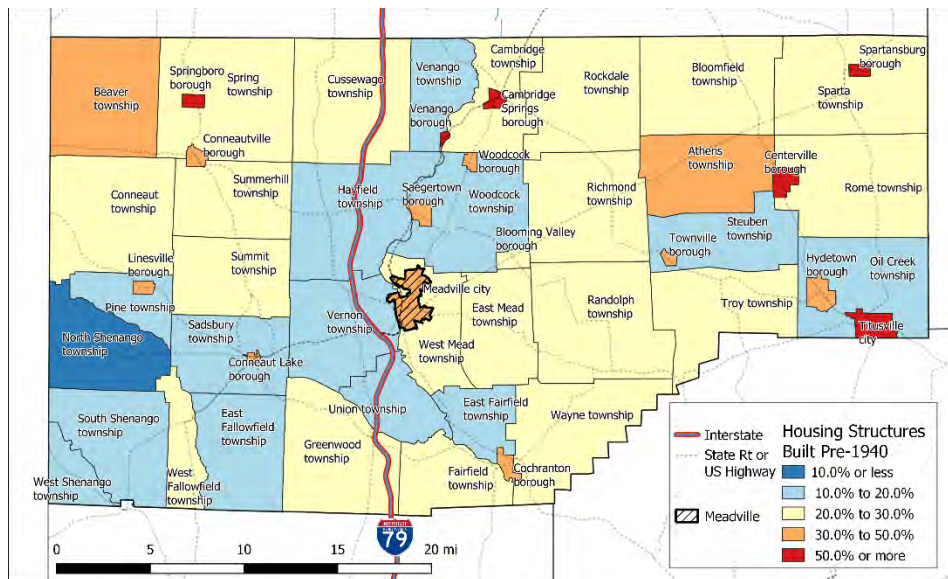 Beaver
township
Springboro
borough
Spring
township
Cussewago
township
Venango
township
Cambridge
township
Rockdale
township
Bloomfield
township
Spartansburg
borough
Sparta
township
Cambridge
Springs
borough
Venango
borough
Conneautville
borough
Woodcock
borough
Athens
township
Centerville
borough
Conneaut
township
Summerhill
township
Hayfield
township
Saegertown
borough
Woodcock
township
Richmond
township
Rome township
Blooming Valley
borough
Steuben
township
Townville
borough
Linesville
borough
Summit
township
Hydetown
borough
Oil Creek
township
Pine township
Meadville city
East Mead
township
Randolph
township
Troy township
North Shenango
township
Sadsbury
township
Vernon
township
West Mead
township
Titusville
city
Conneaut Lake
borough
South Shenango
township
East
Fallowfield
township
Union township
East Fairfield
township
Wayne township
Greenwood
township
West Shenango
township
West
Fallowfield
township
Fairfield
township
Cochranton
borough
Interstate
State Rt or
US Highway
Meadville
Housing Structures
Built Pre-1940
10.0% or less
10.0% to 20.0%
20.0% to 30.0%
30.0% to 50.0%
50.0% or more
INTERSTATE
79
0 5 10 15 20 mi